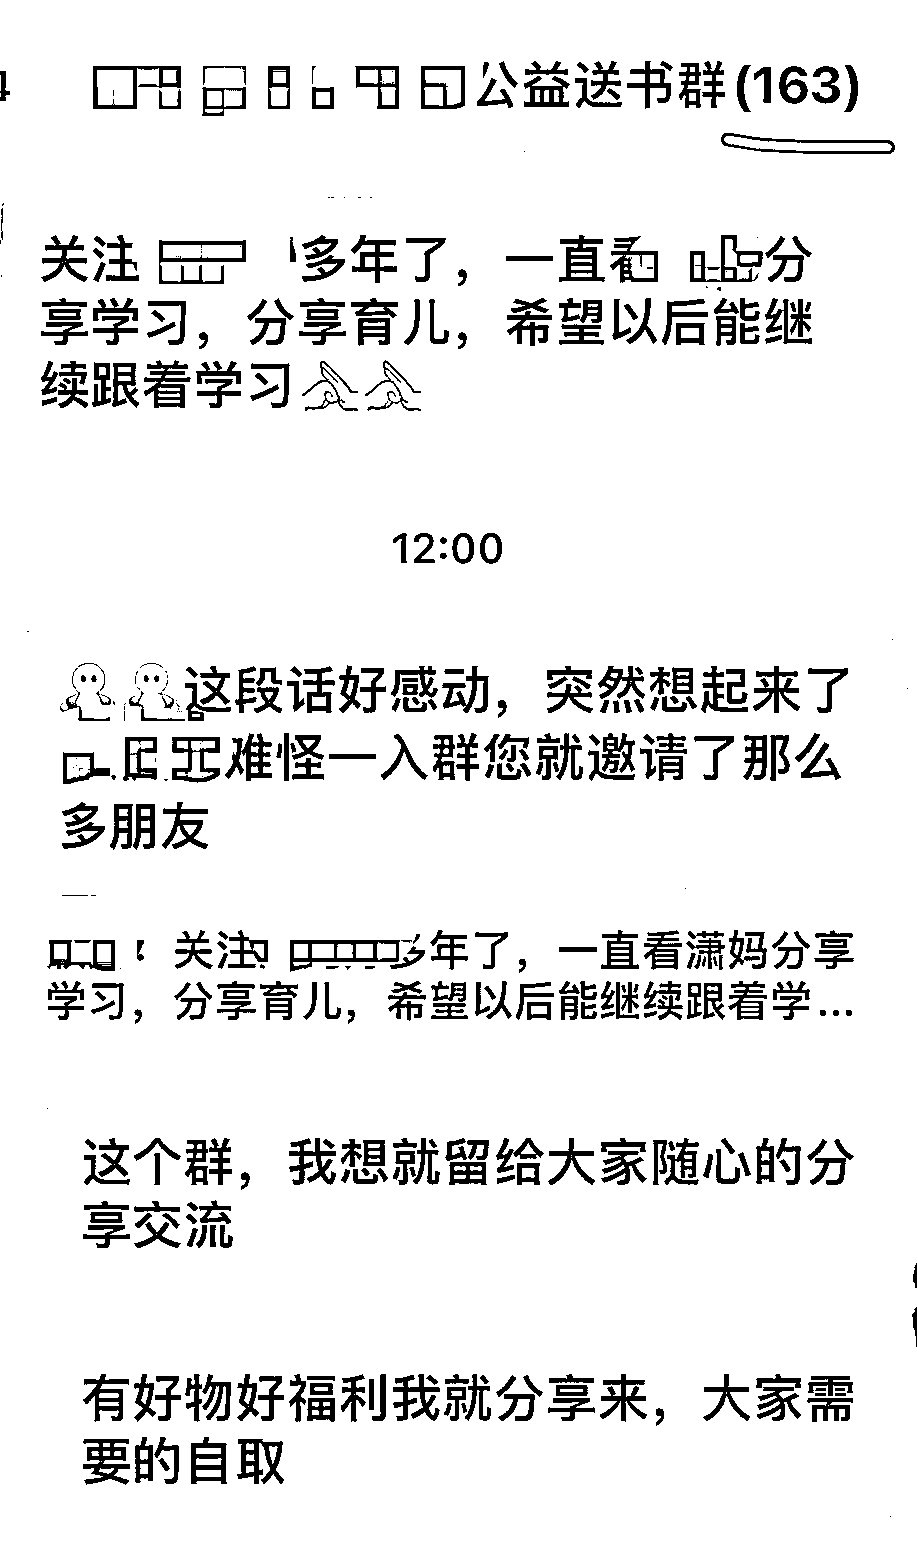 公益送书群(163)
关注 多年了，一直看 分
享学习，分享育儿，希望以后能继
续跟着学习
12:00
这段话好感动，突然想起来了
难怪一入群您就邀请了那么
多朋友
关注 多年了，一直看潇妈分享
学习，分享育儿，希望以后能继续跟着学...
这个群，我想就留给大家随心的分
享交流
有好物好福利我就分享来，大家需
要的自取